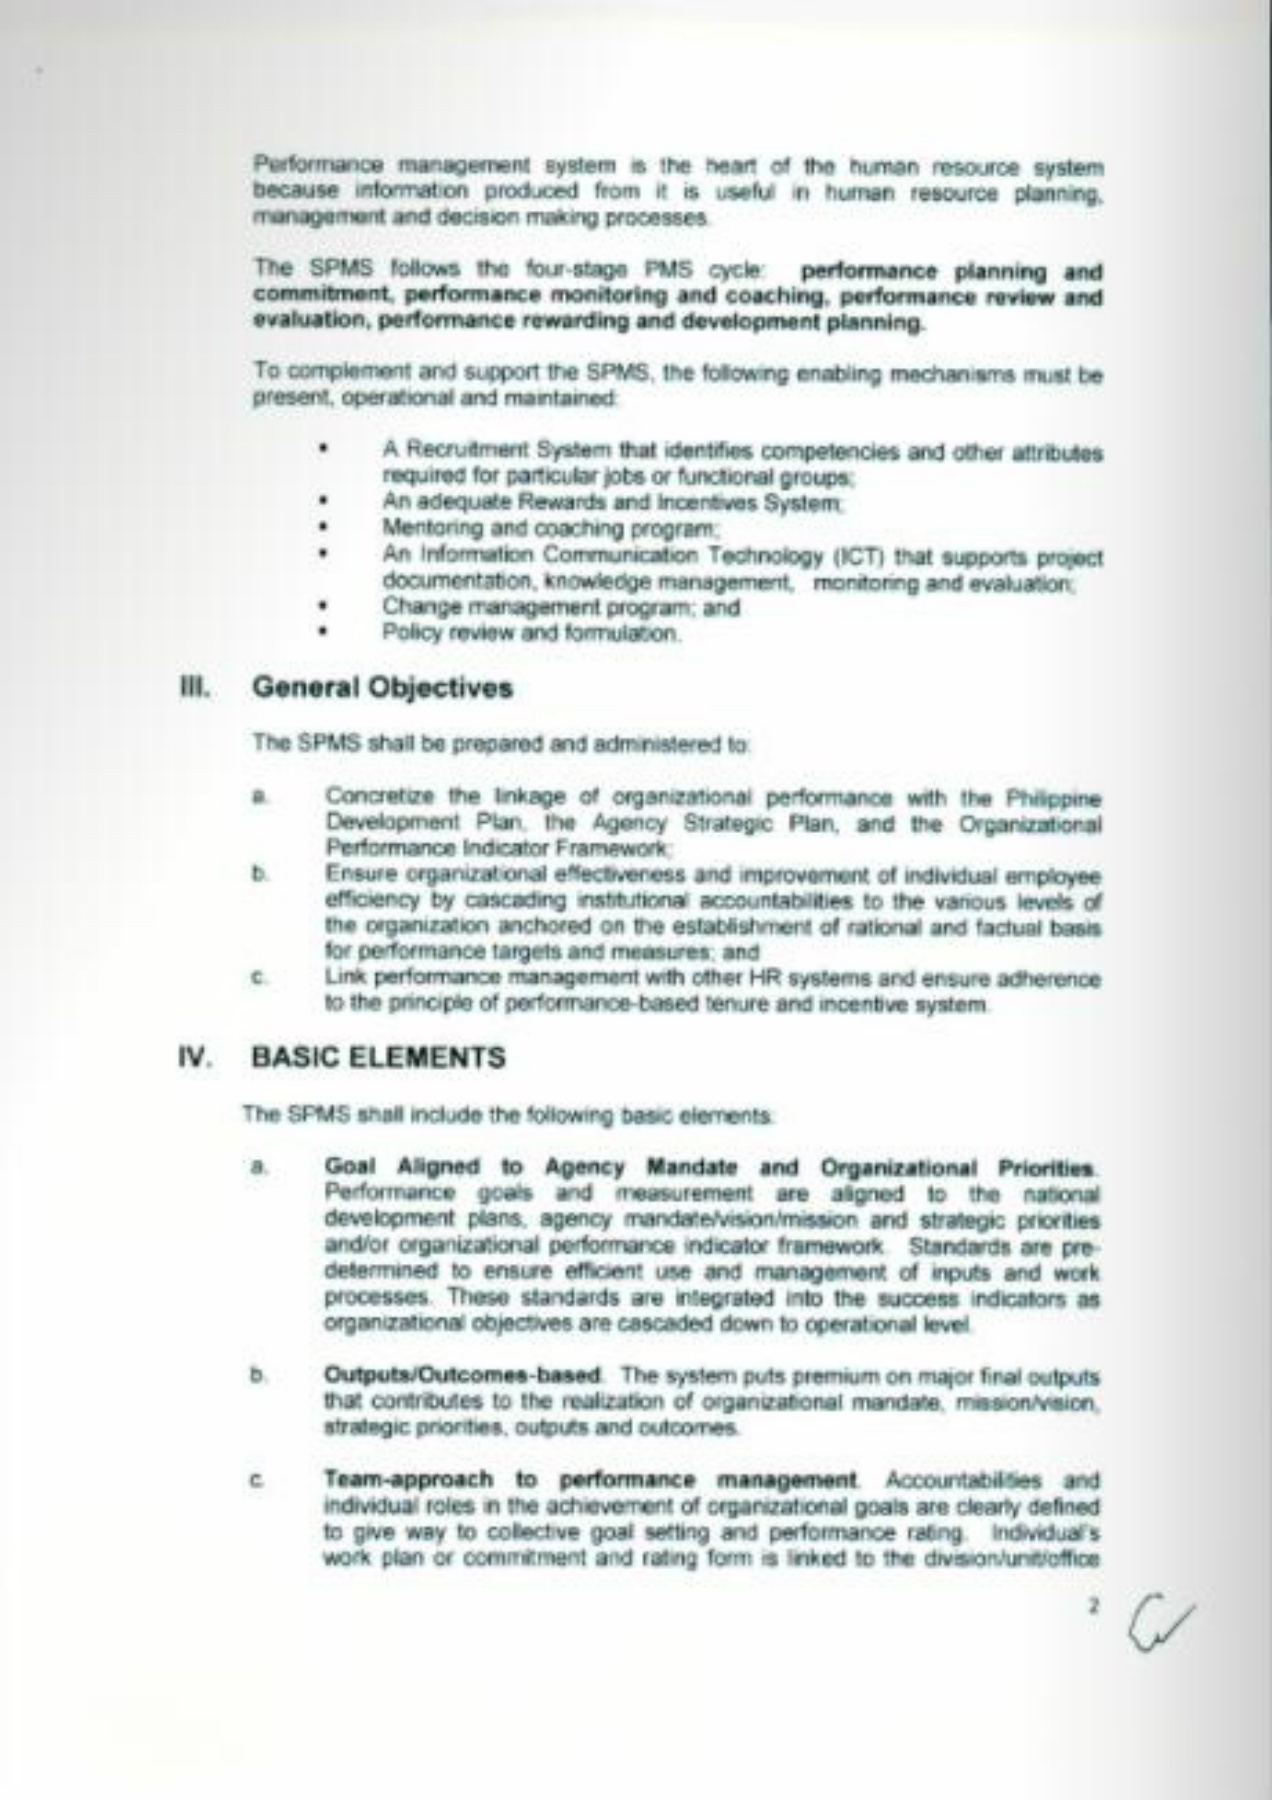 Performance management system is the heart of the human resource system
because information produced from it is useful in human resource planning,
management and decision making processes.
The SPMS follows the four-stage PMS cycle: performance planning and
commitment, performance monitoring and coaching, performance review and
evaluation, performance rewarding and development planning.
To complement and support the SPMS, the following enabling mechanisms must be
present, operational and maintained:
• A Recruitment System that identifies competencies and other attributes
required for particular jobs or functional groups;
• An adequate Rewards and Incentives System;
• Mentoring and coaching program;
• An Information Communication Technology (ICT) that supports project
documentation, knowledge management, monitoring and evaluation;
• Change management program; and
• Policy review and formulation.
III. General Objectives
The SPMS shall be prepared and administered to:
a. Concretize the linkage of organizational performance with the Philippine
Development Plan, the Agency Strategic Plan, and the Organizational
Performance Indicator Framework;
b. Ensure organizational effectiveness and improvement of individual employee
efficiency by cascading institutional accountabilities to the various levels of
the organization anchored on the establishment of rational and factual basis
for performance targets and measures; and
c. Link performance management with other HR systems and ensure adherence
to the principle of performance-based tenure and incentive system.
IV. BASIC ELEMENTS
The SPMS shall include the following basic elements:
a. Goal Aligned to Agency Mandate and Organizational Priorities.
Performance goals and measurement are aligned to the national
development plans, agency mandate/vision/mission and strategic priorities
and/or organizational performance indicator framework. Standards are pre-
determined to ensure efficient use and management of inputs and work
processes. These standards are integrated into the success indicators as
organizational objectives are cascaded down to operational level.
b. Outputs/Outcomes-based. The system puts premium on major final outputs
that contributes to the realization of organizational mandate, mission/vision,
strategic priorities, outputs and outcomes.
c. Team-approach to performance management. Accountabilities and
individual roles in the achievement of organizational goals are clearly defined
to give way to collective goal setting and performance rating. Individual's
work plan or commitment and rating form is linked to the division/unit/office
2